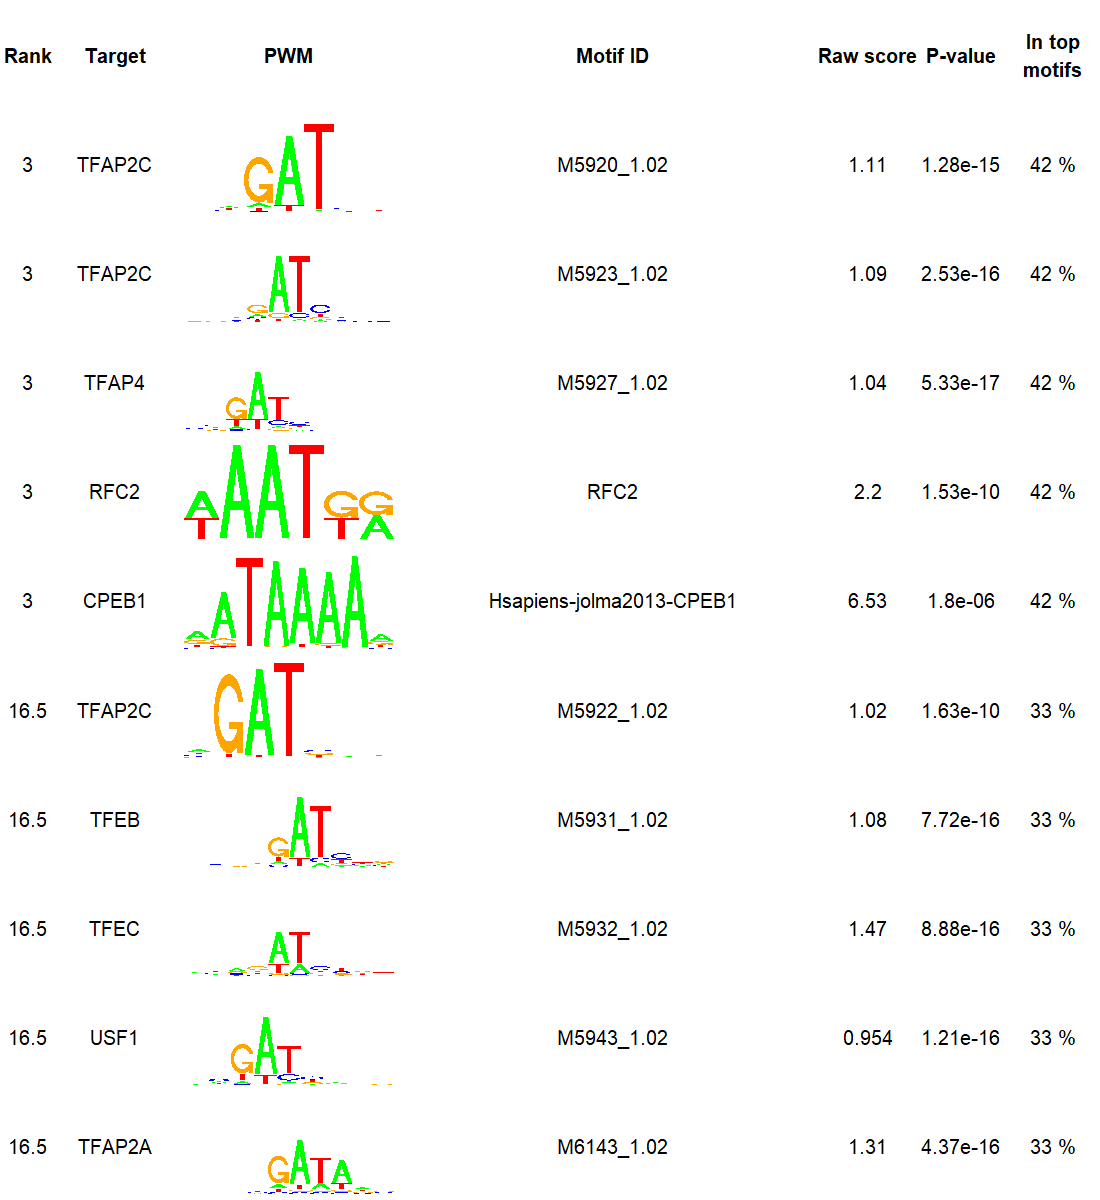 Rank Target PWM Motif ID Raw score P-value In top motifs
3 TFAP2C GAT M5920_1.02 1.11 1.28e-15 42 %
3 TFAP2C GATC M5923_1.02 1.09 2.53e-16 42 %
3 TFAP4 GAT M5927_1.02 1.04 5.33e-17 42 %
3 RFC2 AAATGG RFC2 2.2 1.53e-10 42 %
3 CPEB1 AATAAAAA Hsapiens-jolma2013-CPEB1 6.53 1.8e-06 42 %
16.5 TFAP2C GAT M5922_1.02 1.02 1.63e-10 33 %
16.5 TFEB GAT M5931_1.02 1.08 7.72e-16 33 %
16.5 TFEC AT M5932_1.02 1.47 8.88e-16 33 %
16.5 USF1 GAT M5943_1.02 0.954 1.21e-16 33 %
16.5 TFAP2A GATA M6143_1.02 1.31 4.37e-16 33 %